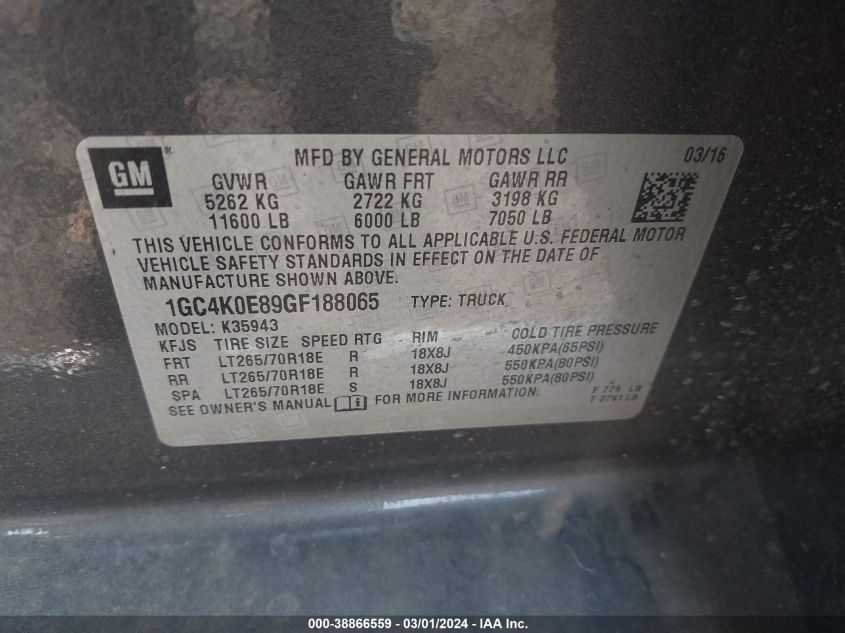 GM
MFD BY GENERAL MOTORS LLC 03/16
GVWR GAWR FRT GAWR RR
5262 KG 2722 KG 3198 KG
11600 LB 6000 LB 7050 LB
THIS VEHICLE CONFORMS TO ALL APPLICABLE U.S. FEDERAL MOTOR
VEHICLE SAFETY STANDARDS IN EFFECT ON THE DATE OF
MANUFACTURE SHOWN ABOVE.
1GC4K0E89GF188065 TYPE: TRUCK
MODEL: K35943
KFJS TIRE SIZE SPEED RTG RIM COLD TIRE PRESSURE
FRT LT265/70R18E R 18X8J 450KPA(65PSI)
RR LT265/70R18E R 18X8J 550KPA(80PSI)
SPA LT265/70R18E S 18X8J 550KPA(80PSI)
SEE OWNER'S MANUAL FOR MORE INFORMATION. F 779 LB
T 2761 LB
000-38866559 - 03/01/2024 - IAA Inc.